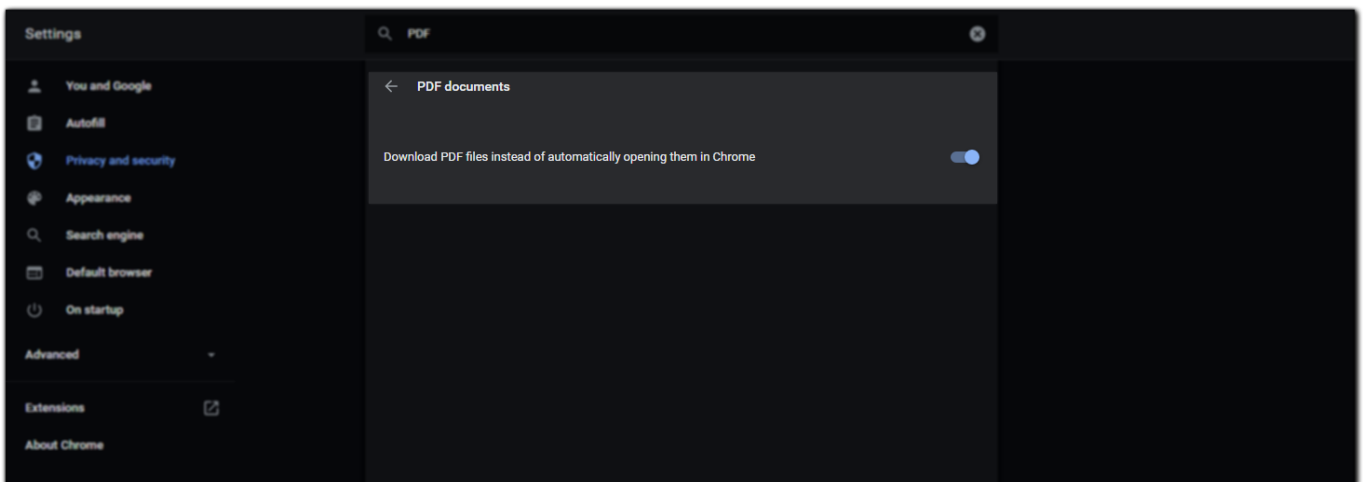 Settings
PDF
You and Google
Autofill
Privacy and security
Appearance
Search engine
Default browser
On startup
Advanced
Extensions
About Chrome
PDF documents
Download PDF files instead of automatically opening them in Chrome